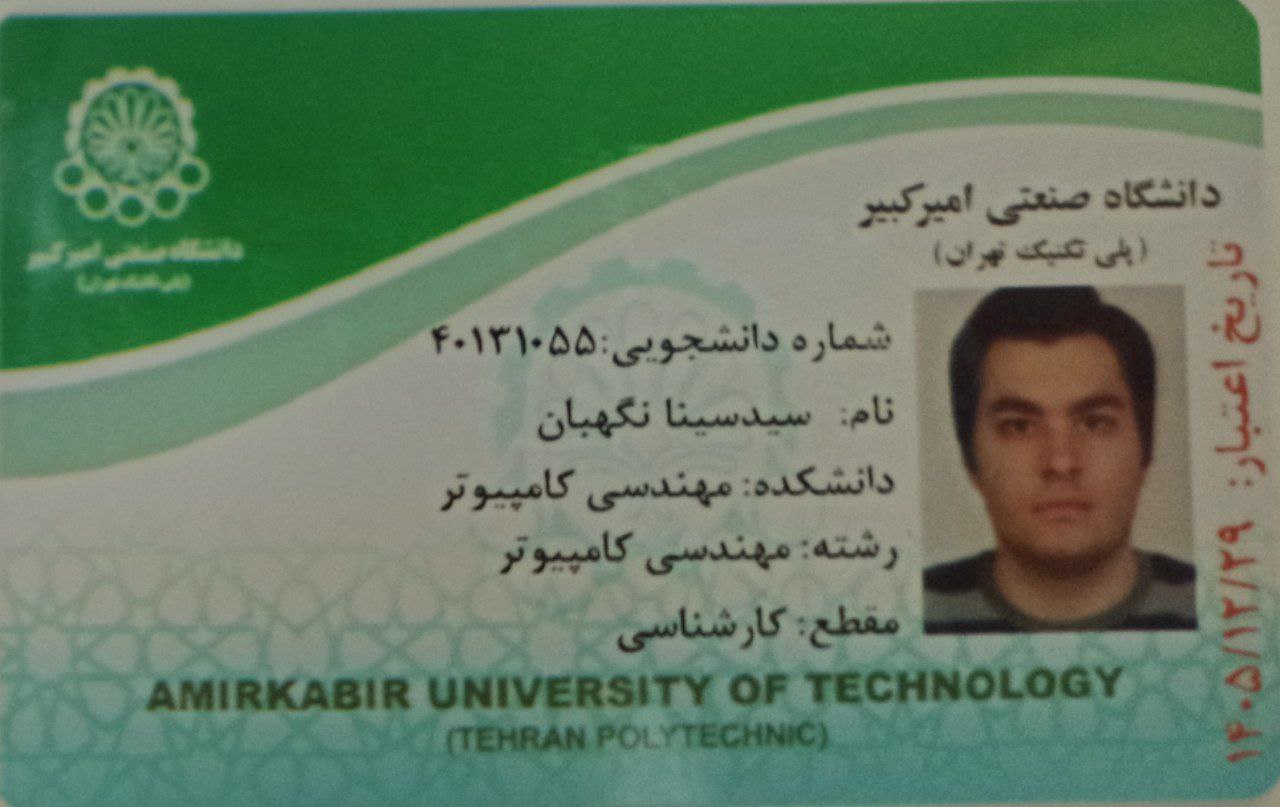 دانشگاه صنعتی امیرکبیر
(پلی تکنیک تهران)
دانشگاه صنعتی امیرکبیر
(پلی تکنیک تهران)
شماره دانشجویی:۴۰۱۳۱۰۵۵
نام: سیدسینا نگهبان
دانشکده: مهندسی کامپیوتر
رشته: مهندسی کامپیوتر
مقطع: کارشناسی
تاریخ اعتبار: ۱۴۰۵/۱۲/۲۹
AMIRKABIR UNIVERSITY OF TECHNOLOGY
(TEHRAN POLYTECHNIC)